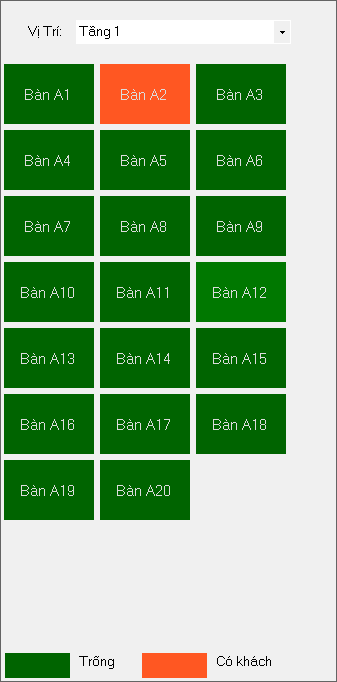 Vị Trí: Tầng 1
Bàn A1 Bàn A2 Bàn A3
Bàn A4 Bàn A5 Bàn A6
Bàn A7 Bàn A8 Bàn A9
Bàn A10 Bàn A11 Bàn A12
Bàn A13 Bàn A14 Bàn A15
Bàn A16 Bàn A17 Bàn A18
Bàn A19 Bàn A20
Trống Có khách